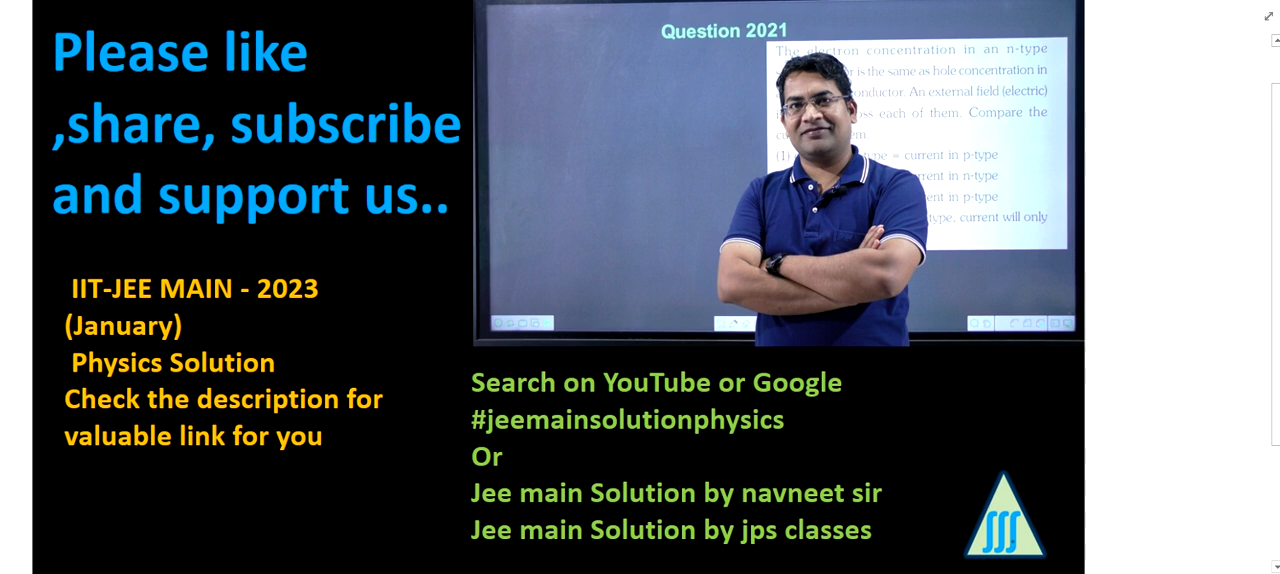 Please like
,share, subscribe
and support us..
IIT-JEE MAIN - 2023
(January)
Physics Solution
Check the description for
valuable link for you
Question 2021
The electron concentration in an n-type
is the same as hole concentration in
An external field (electric)
each of them. Compare the
(1) = current in p-type
in n-type
in p-type
type, current will only
Search on YouTube or Google
#jeemainsolutionphysics
Or
Jee main Solution by navneet sir
Jee main Solution by jps classes